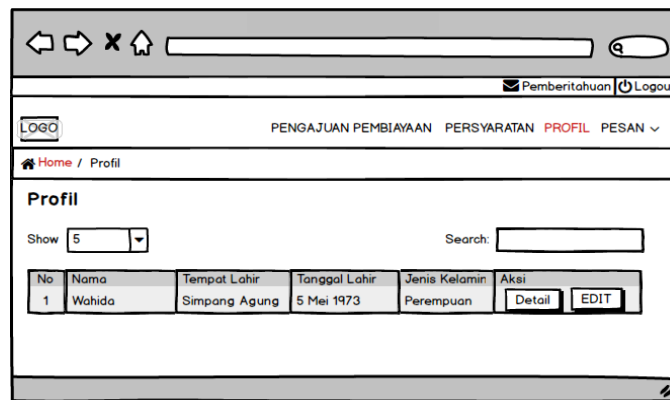 Pemberitahuan Logou
LOGO PENGAJUAN PEMBIAYAAN PERSYARATAN PROFIL PESAN
Home / Profil
Profil
Show 5 Search:
No Nama Tempat Lahir Tanggal Lahir Jenis Kelamin Aksi
1 Wahida Simpang Agung 5 Mei 1973 Perempuan Detail EDIT